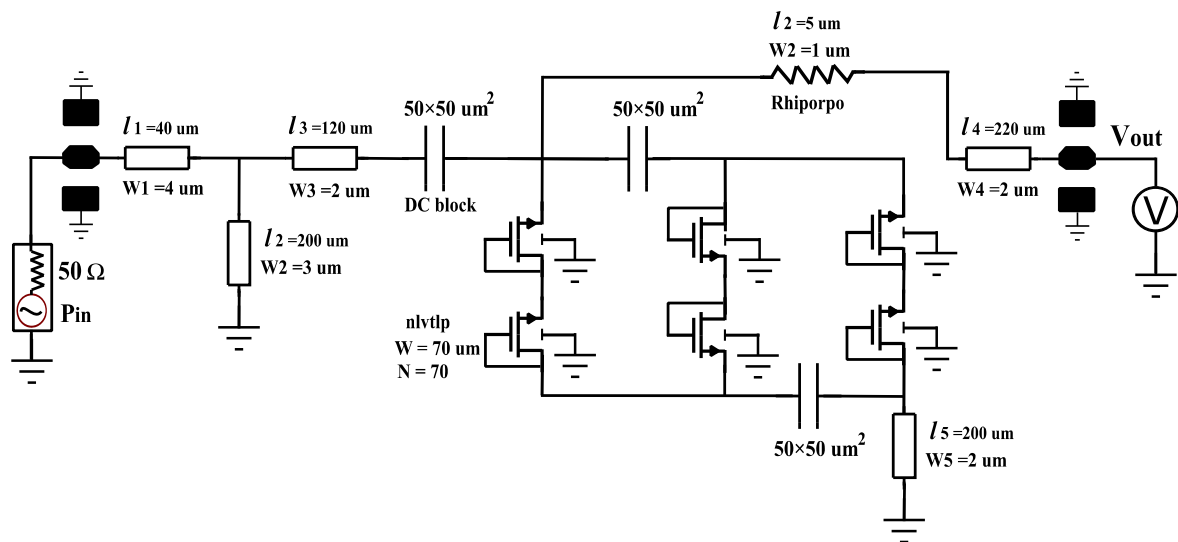 l2 =5 um
W2 =1 um
Rhiporpo
50×50 um2
50×50 um2
l1 =40 um
l3 =120 um
l4=220 um
Vout
W1 =4 um
W3 =2 um
DC block
W4 =2 um
V
l2 =200 um
W2 =3 um
50 Ω
Pin
nlvtlp
W = 70 um
N = 70
50×50 um2
l5 =200 um
W5 =2 um